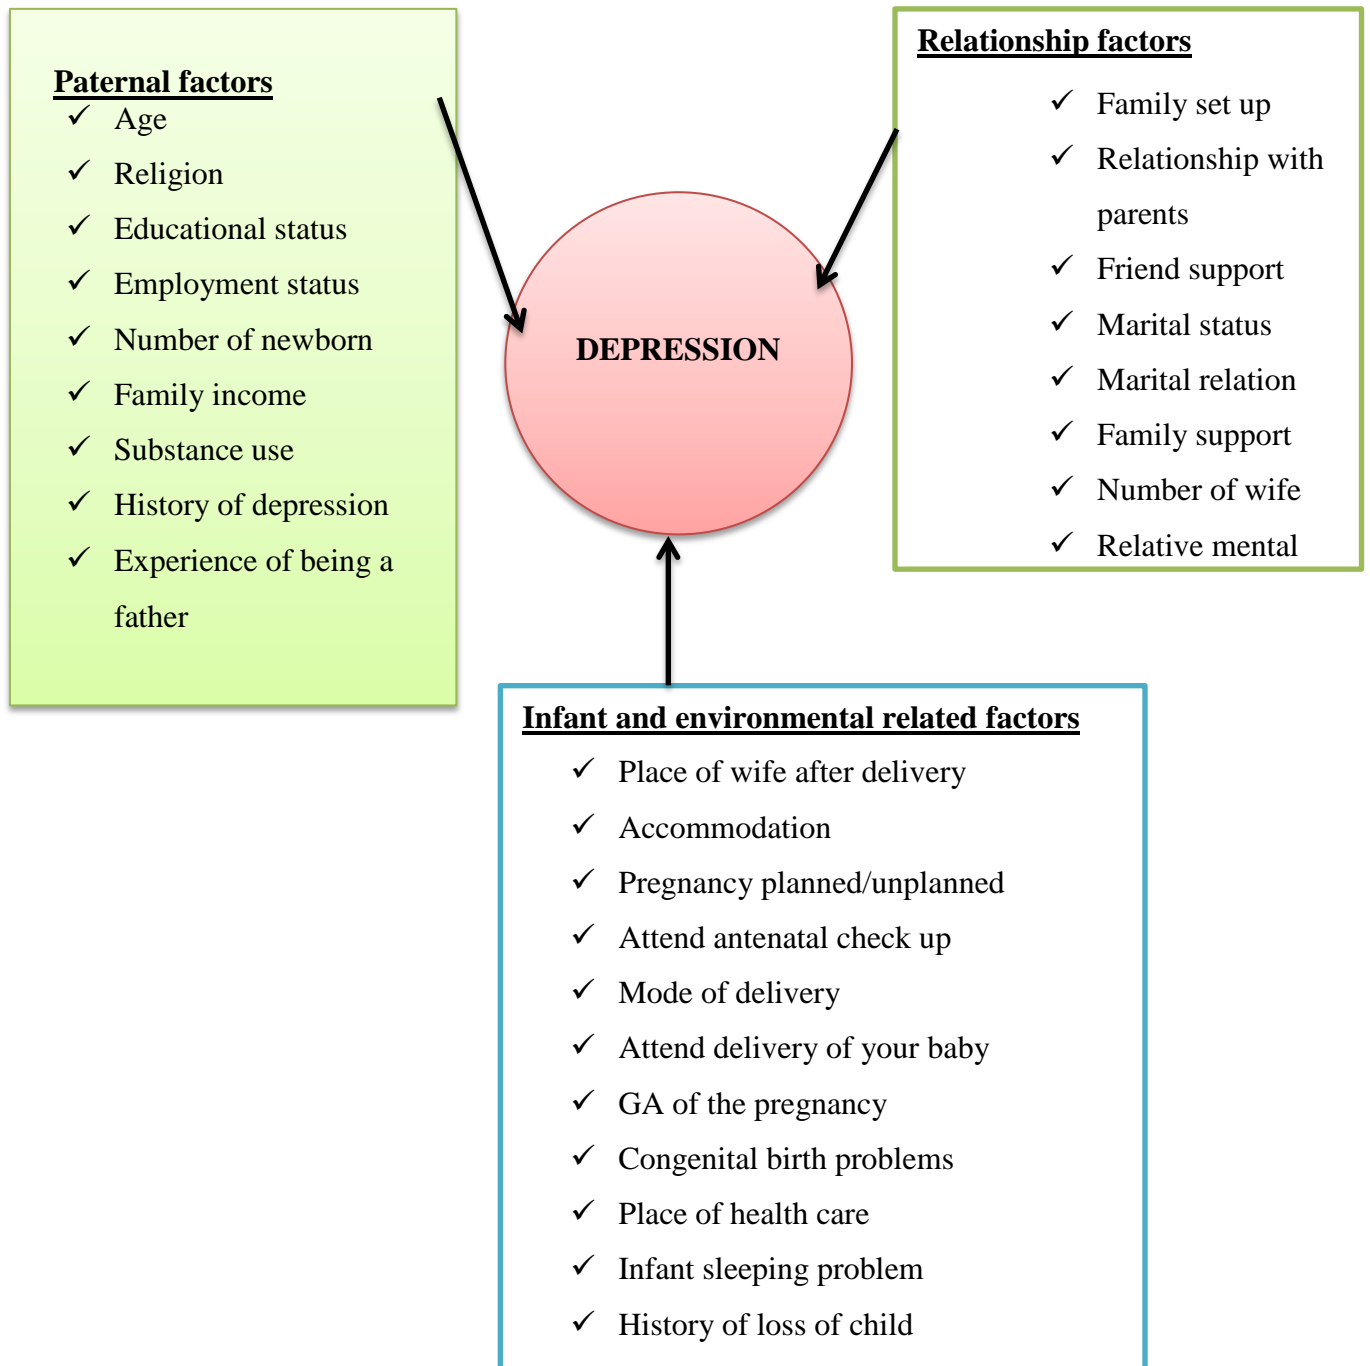 Paternal factors
✓ Age
✓ Religion
✓ Educational status
✓ Employment status
✓ Number of newborn
✓ Family income
✓ Substance use
✓ History of depression
✓ Experience of being a
father
DEPRESSION
Relationship factors
✓ Family set up
✓ Relationship with
parents
✓ Friend support
✓ Marital status
✓ Marital relation
✓ Family support
✓ Number of wife
✓ Relative mental
Infant and environmental related factors
✓ Place of wife after delivery
✓ Accommodation
✓ Pregnancy planned/unplanned
✓ Attend antenatal check up
✓ Mode of delivery
✓ Attend delivery of your baby
✓ GA of the pregnancy
✓ Congenital birth problems
✓ Place of health care
✓ Infant sleeping problem
✓ History of loss of child